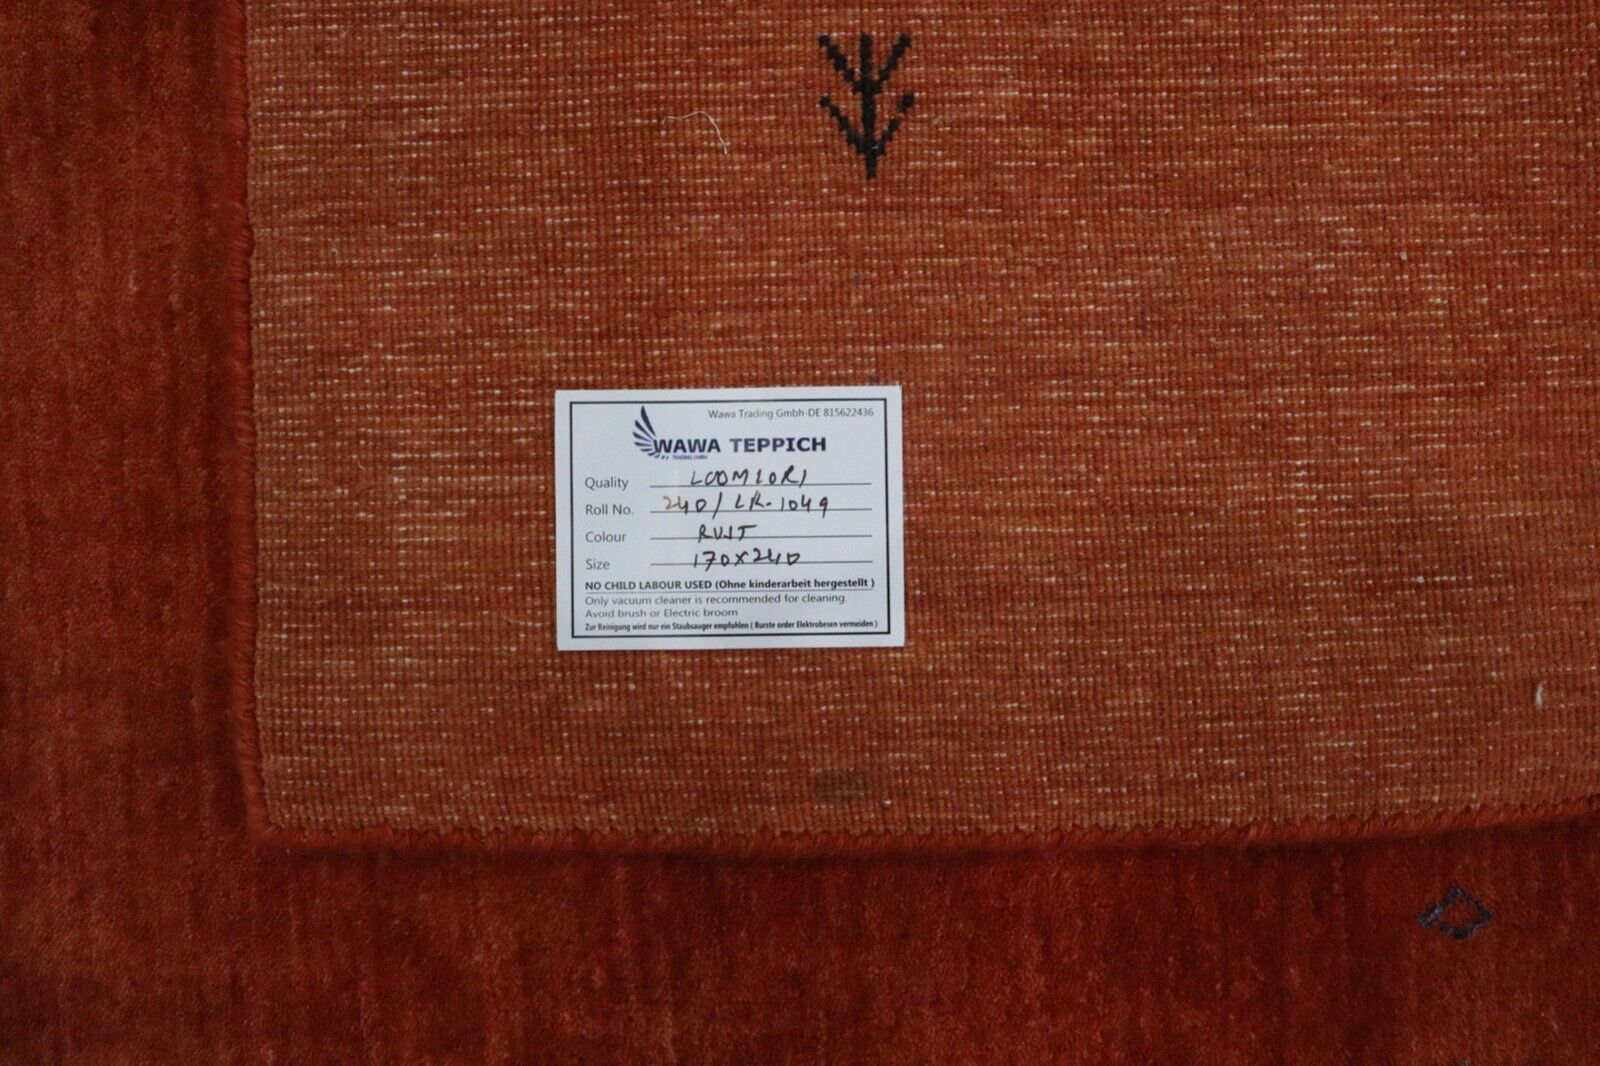 Wawa Trading Gmbh-DE 815622436
WAWA TEPPICH
TRADING GMBH
Quality LOOM10R1
Roll No. 240/LR-1049
Colour RUST
Size 170x240
NO CHILD LABOUR USED (Ohne kinderarbeit hergestellt )
Only vacuum cleaner is recommended for cleaning.
Avoid brush or Electric broom
Zur Reinigung wird nur ein Staubsauger empfohlen ( Burste order Elektrobesen vermeiden )